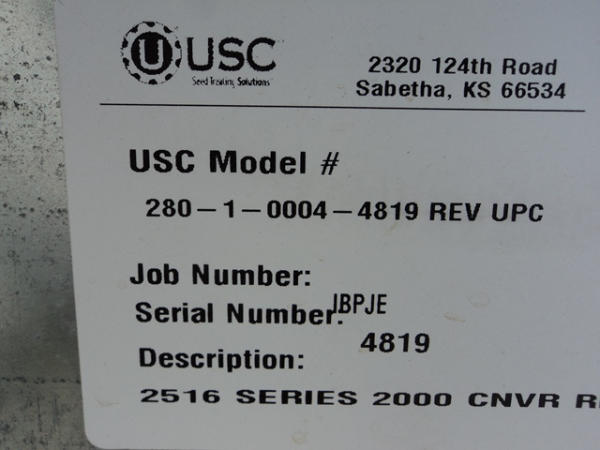 U USC
Seed Treating Solutions
2320 124th Road
Sabetha, KS 66534
USC Model #
280-1-0004-4819 REV UPC
Job Number:
JBPJE
Serial Number:
4819
Description:
2516 SERIES 2000 CNVR R